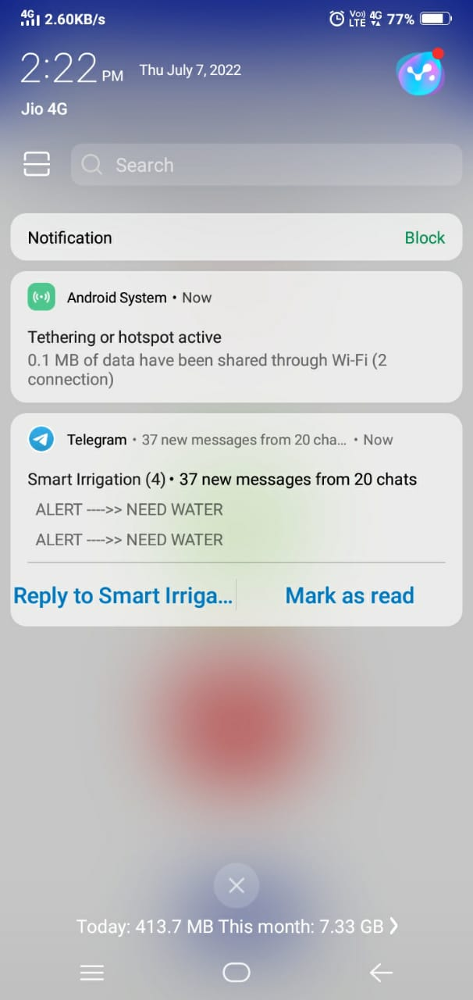 4G 2.60KB/s Vo)) LTE 4G 77%
2:22 PM Thu July 7, 2022
Jio 4G
Search
Notification Block
Android System • Now
Tethering or hotspot active
0.1 MB of data have been shared through Wi-Fi (2
connection)
Telegram • 37 new messages from 20 cha... • Now
Smart Irrigation (4) • 37 new messages from 20 chats
ALERT ---->> NEED WATER
ALERT ---->> NEED WATER
Reply to Smart Irriga... Mark as read
Today: 413.7 MB This month: 7.33 GB